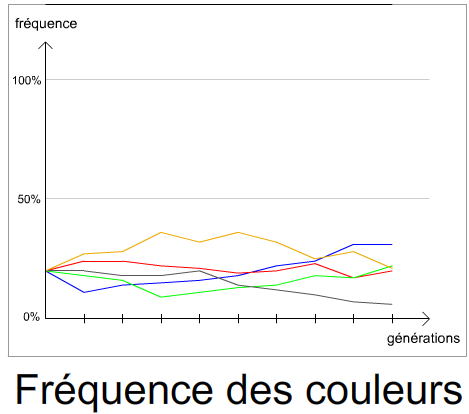 fréquence
100%
50%
0%
générations
Fréquence des couleurs